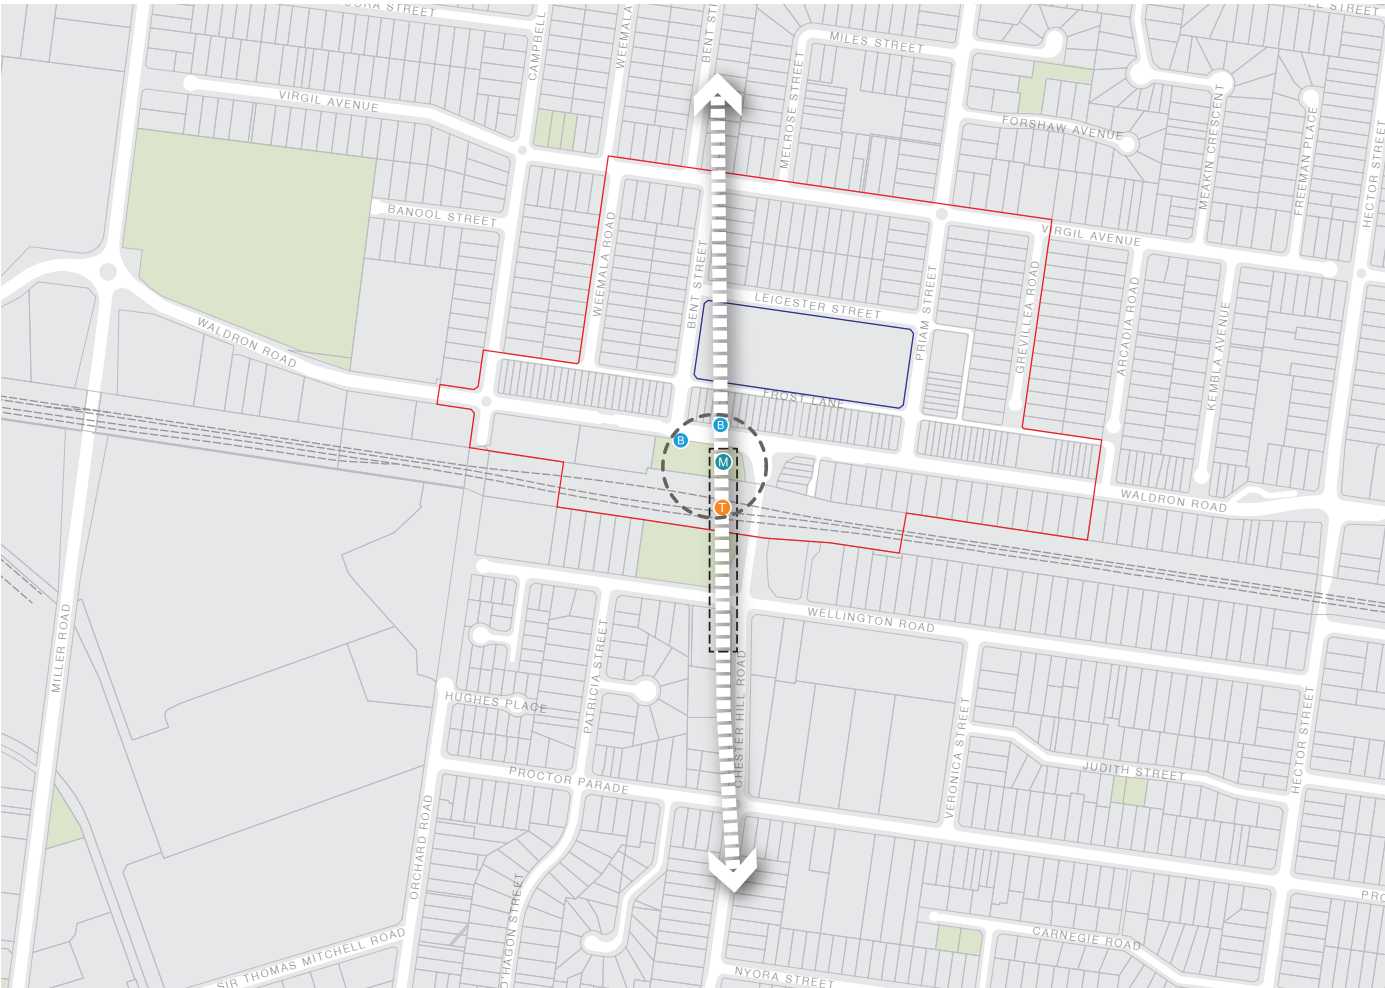 MILES STREET
CAMPBELL
WEEMALA
BENT ST
MELROSE STREET
VIRGIL AVENUE
FORSHAW AVENUE
MEAKIN CRESCENT
FREEMAN PLACE
HECTOR STREET
BANOOL STREET
WEEMALA ROAD
BENT STREET
VIRGIL AVENUE
LEICESTER STREET
PRIAM STREET
GREVILLEA ROAD
ARCADIA ROAD
KEMBLA AVENUE
WALDRON ROAD
FROST LANE
B
B
M
T
WALDRON ROAD
WELLINGTON ROAD
MILLER ROAD
PATRICIA STREET
CHESTER HILL ROAD
HUGHES PLACE
VERONICA STREET
HECTOR STREET
PROCTOR PARADE
JUDITH STREET
ORCHARD ROAD
O'HAGON STREET
PRO
CARNEGIE ROAD
SIR THOMAS MITCHELL ROAD
NYORA STREET